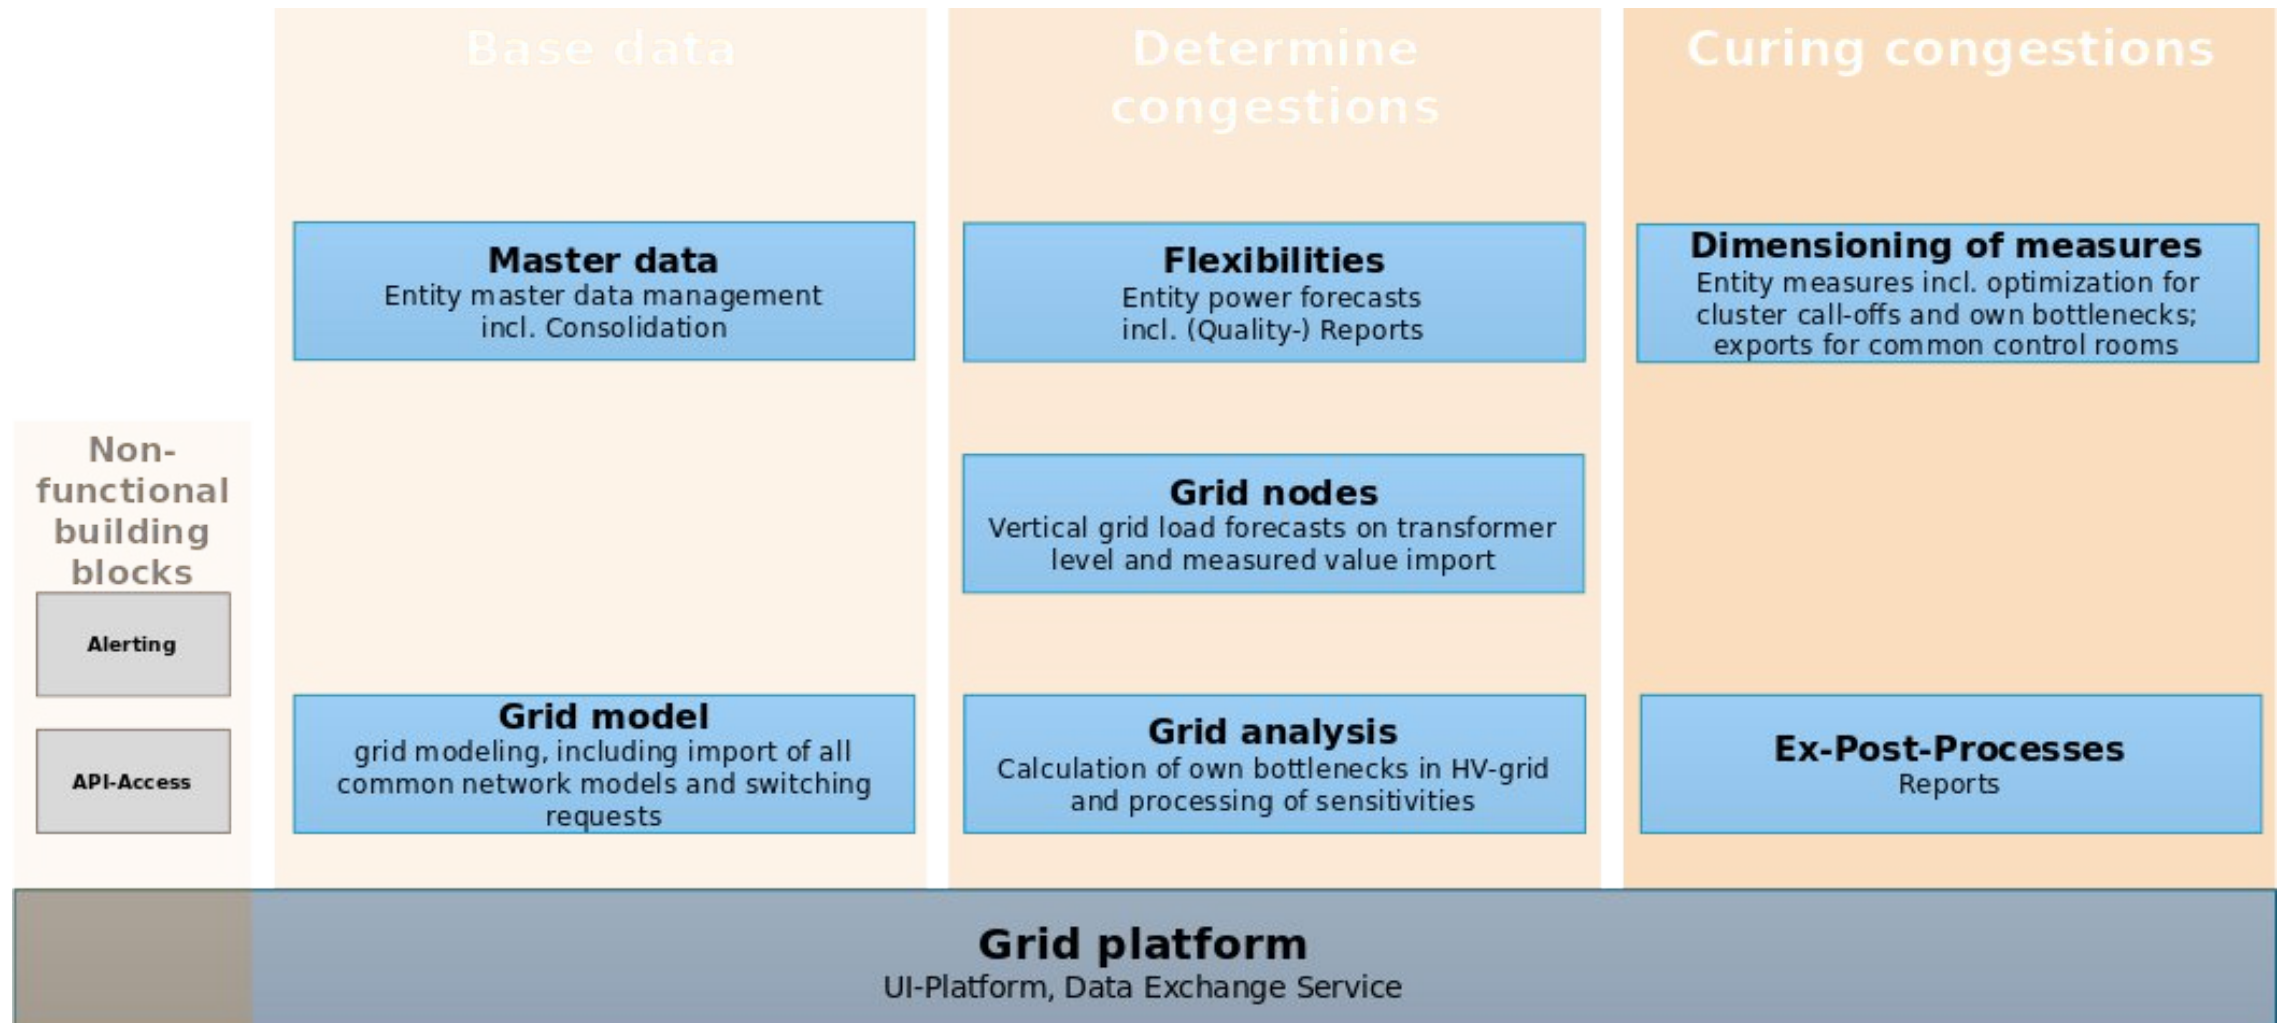 Base data
Determine
congestions
Curing congestions
Master data
Entity master data management
incl. Consolidation
Flexibilities
Entity power forecasts
incl. (Quality-) Reports
Dimensioning of measures
Entity measures incl. optimization for
cluster call-offs and own bottlenecks;
exports for common control rooms
Non-
functional
building
blocks
Grid nodes
Vertical grid load forecasts on transformer
level and measured value import
Alerting
API-Access
Grid model
grid modeling, including import of all
common network models and switching
requests
Grid analysis
Calculation of own bottlenecks in HV-grid
and processing of sensitivities
Ex-Post-Processes
Reports
Grid platform
UI-Platform, Data Exchange Service